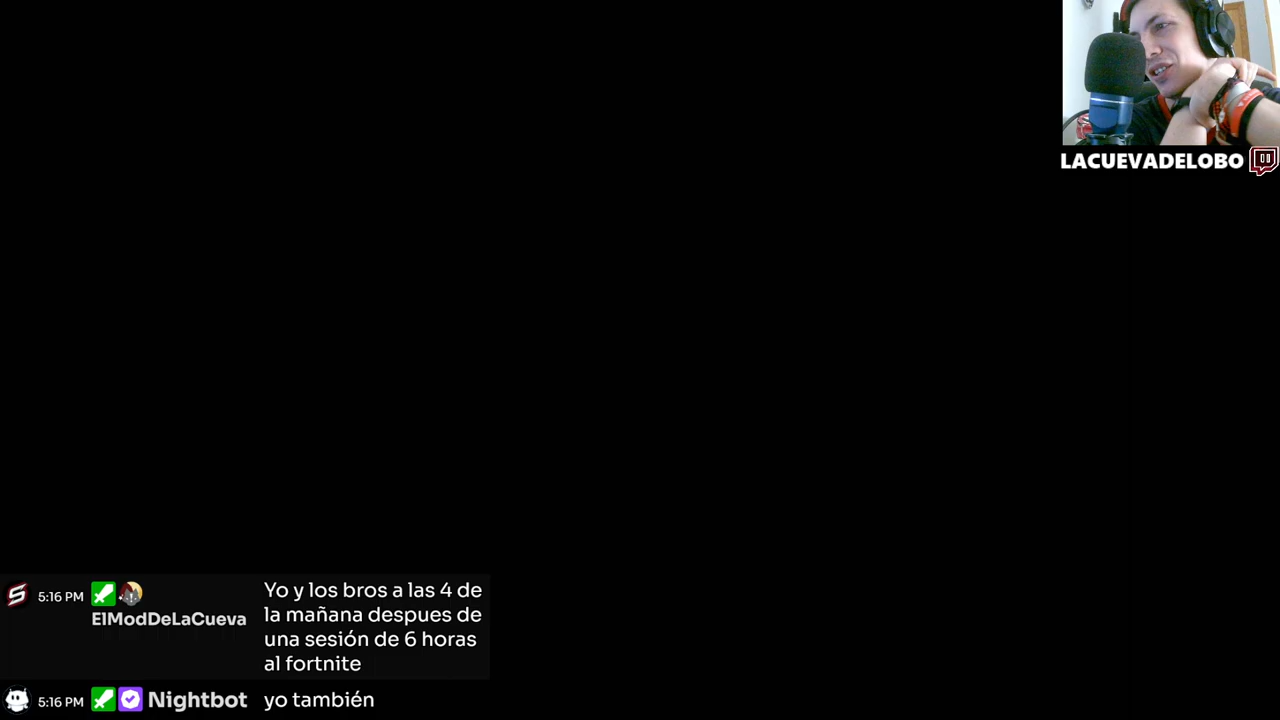 LACUEVADELOBO
5:16 PM
ElModDeLaCueva
Yo y los bros a las 4 de
la mañana despues de
una sesión de 6 horas
al fortnite
5:16 PM Nightbot yo también